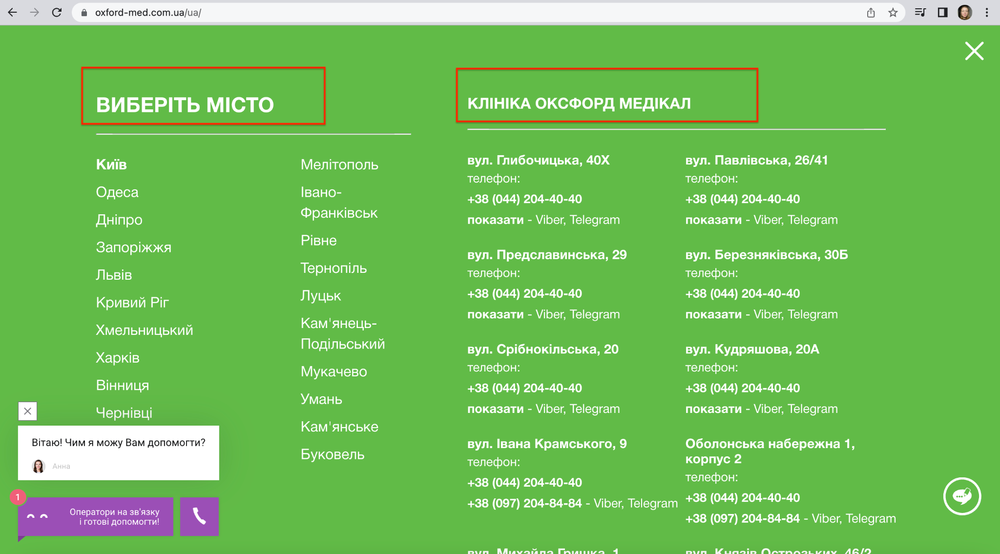 oxford-med.com.ua/ua/
ВИБЕРІТЬ МІСТО
Київ
Одеса
Дніпро
Запоріжжя
Львів
Кривий Ріг
Хмельницький
Харків
Вінниця
Чернівці
Мелітополь
Івано-
Франківськ
Рівне
Тернопіль
Луцьк
Кам'янець-
Подільський
Мукачево
Умань
Кам'янське
Буковель
КЛІНІКА ОКСФОРД МЕДІКАЛ
вул. Глибочицька, 40Х
телефон:
+38 (044) 204-40-40
показати - Viber, Telegram
вул. Предславинська, 29
телефон:
+38 (044) 204-40-40
показати - Viber, Telegram
вул. Срібнокільська, 20
телефон:
+38 (044) 204-40-40
показати - Viber, Telegram
вул. Івана Крамського, 9
телефон:
+38 (044) 204-40-40
+38 (097) 204-84-84 - Viber, Telegram
вул. Михайла Гришка, 1
вул. Павлівська, 26/41
телефон:
+38 (044) 204-40-40
показати - Viber, Telegram
вул. Березняківська, 30Б
телефон:
+38 (044) 204-40-40
показати - Viber, Telegram
вул. Кудряшова, 20А
телефон:
+38 (044) 204-40-40
показати - Viber, Telegram
Оболонська набережна 1,
корпус 2
телефон:
+38 (044) 204-40-40
+38 (097) 204-84-84 - Viber, Telegram
вул. Князів Острозьких, 46/2
Вітаю! Чим я можу Вам допомогти?
Анна
1
Оператори на зв'язку
і готові допомогти!